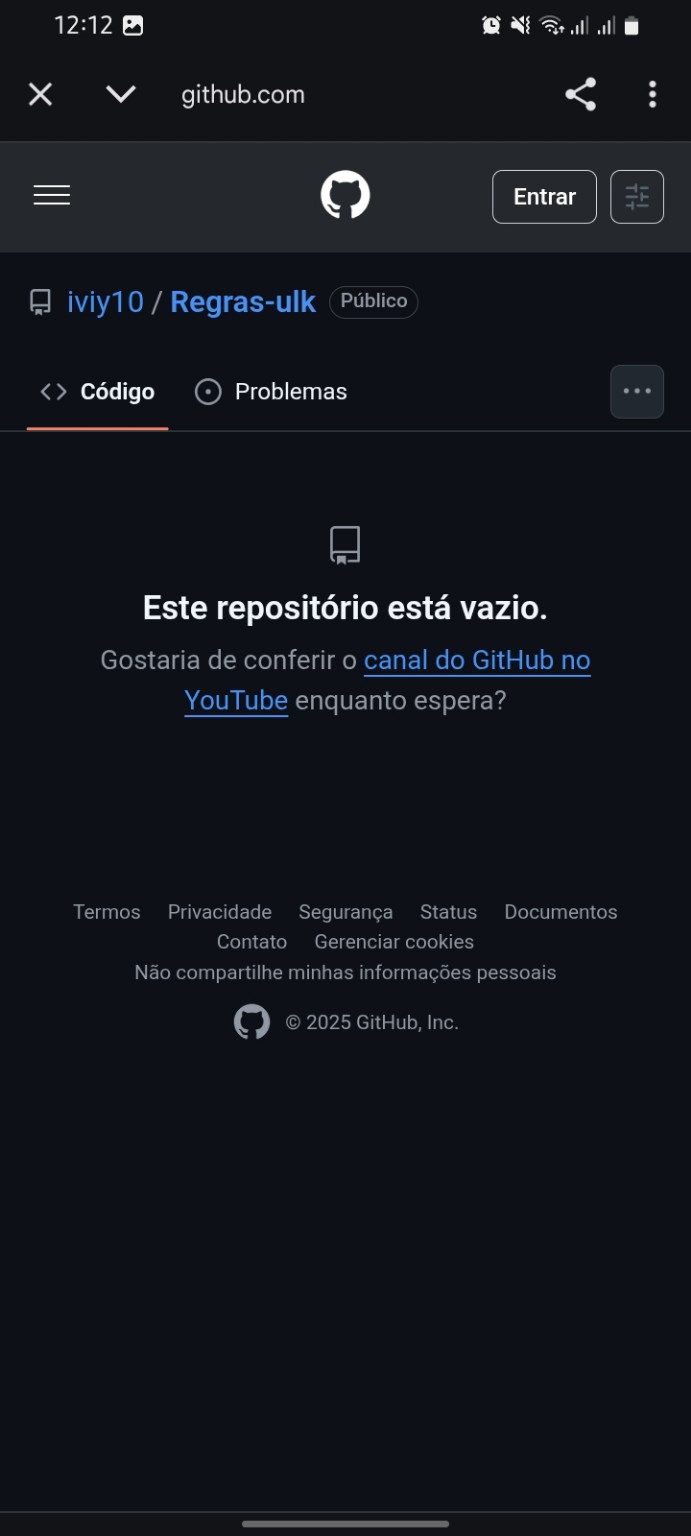 12:12
github.com
Entrar
iviy10 / Regras-ulk Público
Código Problemas
Este repositório está vazio.
Gostaria de conferir o canal do GitHub no
YouTube enquanto espera?
Termos Privacidade Segurança Status Documentos
Contato Gerenciar cookies
Não compartilhe minhas informações pessoais
© 2025 GitHub, Inc.